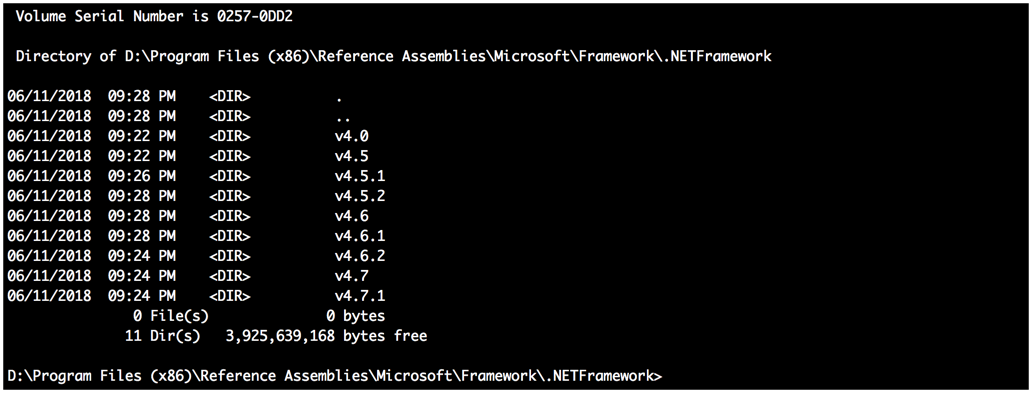 Volume Serial Number is 0257-0DD2

 Directory of D:\Program Files (x86)\Reference Assemblies\Microsoft\Framework\.NETFramework

06/11/2018  09:28 PM    <DIR>          .
06/11/2018  09:28 PM    <DIR>          ..
06/11/2018  09:22 PM    <DIR>          v4.0
06/11/2018  09:22 PM    <DIR>          v4.5
06/11/2018  09:26 PM    <DIR>          v4.5.1
06/11/2018  09:28 PM    <DIR>          v4.5.2
06/11/2018  09:28 PM    <DIR>          v4.6
06/11/2018  09:28 PM    <DIR>          v4.6.1
06/11/2018  09:24 PM    <DIR>          v4.6.2
06/11/2018  09:24 PM    <DIR>          v4.7
06/11/2018  09:24 PM    <DIR>          v4.7.1
               0 File(s)              0 bytes
              11 Dir(s)   3,925,639,168 bytes free

D:\Program Files (x86)\Reference Assemblies\Microsoft\Framework\.NETFramework>